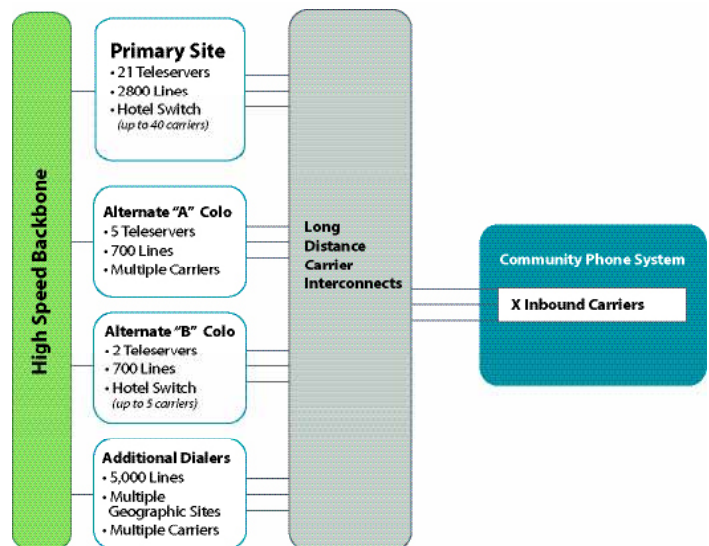 High Speed Backbone
Primary Site
• 21 Teleservers
• 2800 Lines
• Hotel Switch
(up to 40 carriers)
Alternate "A" Colo
• 5 Teleservers
• 700 Lines
• Multiple Carriers
Alternate "B" Colo
• 2 Teleservers
• 700 Lines
• Hotel Switch
(up to 5 carriers)
Additional Dialers
• 5,000 Lines
• Multiple
Geographic Sites
• Multiple Carriers
Long
Distance
Carrier
Interconnects
Community Phone System
X Inbound Carriers